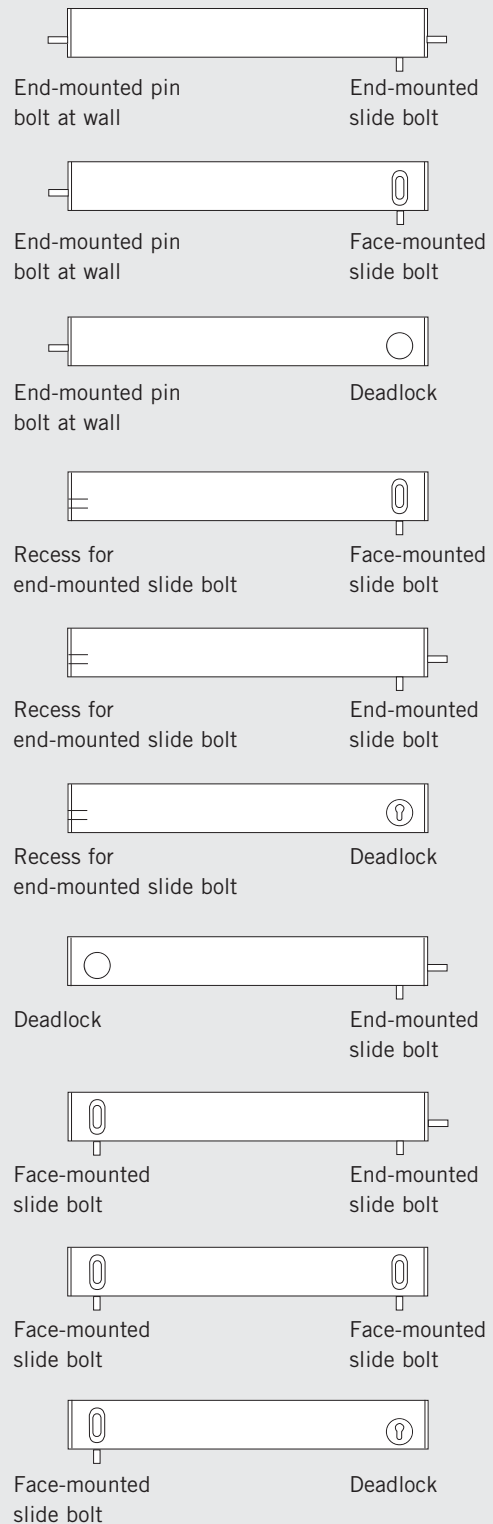 End-mounted pin
bolt at wall
End-mounted
slide bolt
End-mounted pin
bolt at wall
Face-mounted
slide bolt
End-mounted pin
bolt at wall
Deadlock
Recess for
end-mounted slide bolt
Face-mounted
slide bolt
Recess for
end-mounted slide bolt
End-mounted
slide bolt
Recess for
end-mounted slide bolt
Deadlock
Deadlock
End-mounted
slide bolt
Face-mounted
slide bolt
End-mounted
slide bolt
Face-mounted
slide bolt
Face-mounted
slide bolt
Face-mounted
slide bolt
Deadlock